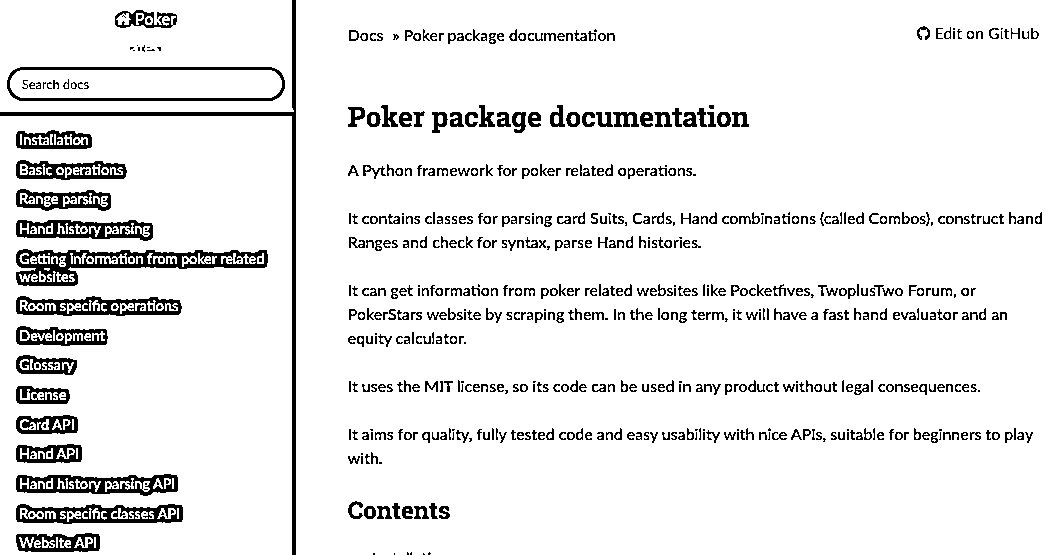 Poker
Search docs
Installation
Basic operations
Range parsing
Hand history parsing
Getting information from poker related
websites
Room specific operations
Development
Glossary
License
Card API
Hand API
Hand history parsing API
Room specific classes API
Website API
Docs » Poker package documentation
Edit on GitHub
Poker package documentation
A Python framework for poker related operations.
It contains classes for parsing card Suits, Cards, Hand combinations (called Combos), construct hand
Ranges and check for syntax, parse Hand histories.
It can get information from poker related websites like Pocketfives, TwoplusTwo Forum, or
PokerStars website by scraping them. In the long term, it will have a fast hand evaluator and an
equity calculator.
It uses the MIT license, so its code can be used in any product without legal consequences.
It aims for quality, fully tested code and easy usability with nice APIs, suitable for beginners to play
with.
Contents